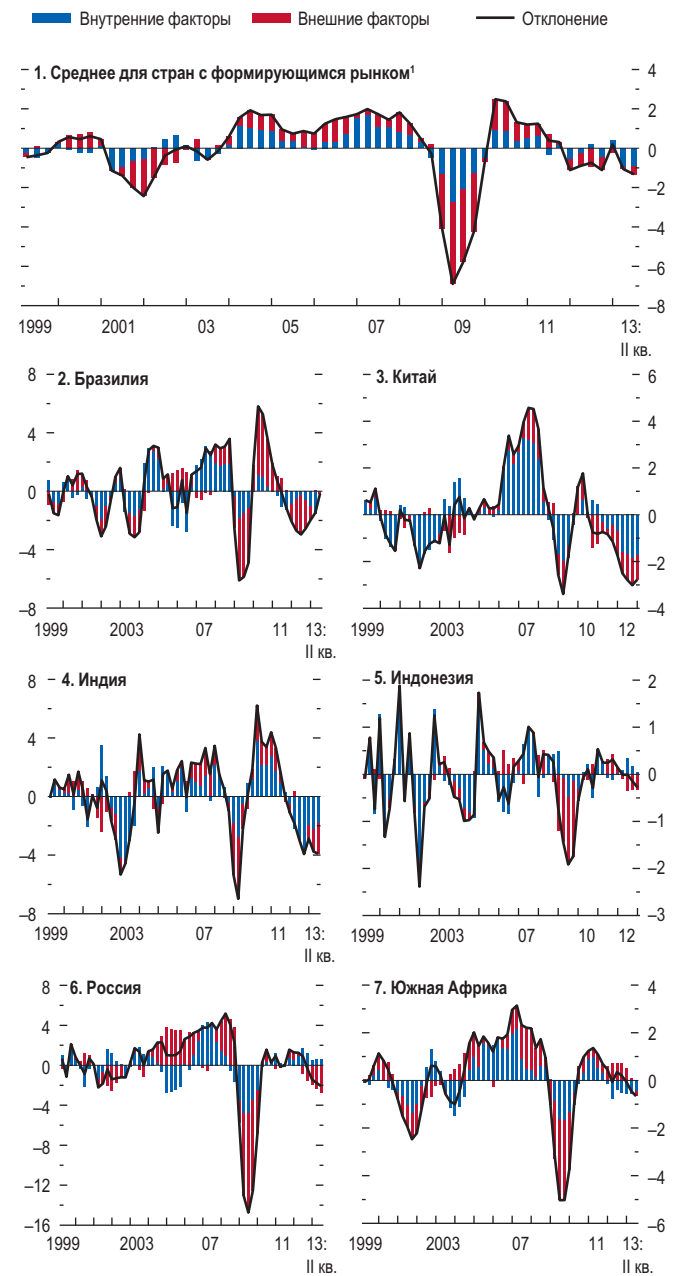 Внутренние факторы Внешние факторы Отклонение
1. Среднее для стран с формирующимся рынком¹
4
2
0
–2
–4
–6
–8
1999 2001 03 05 07 09 11 13:
II кв.
2. Бразилия
8
4
0
–4
–8
1999 2003 07 11 13:
II кв.
3. Китай
6
4
2
0
–2
–4
1999 2003 07 10 12
4. Индия
8
4
0
–4
–8
1999 2003 07 11 13:
II кв.
5. Индонезия
2
1
0
–1
–2
–3
1999 2003 07 10 12
6. Россия
8
4
0
–4
–8
–12
–16
1999 2003 07 11 13:
II кв.
7. Южная Африка
4
2
0
–2
–4
–6
1999 2003 07 11 13:
II кв.